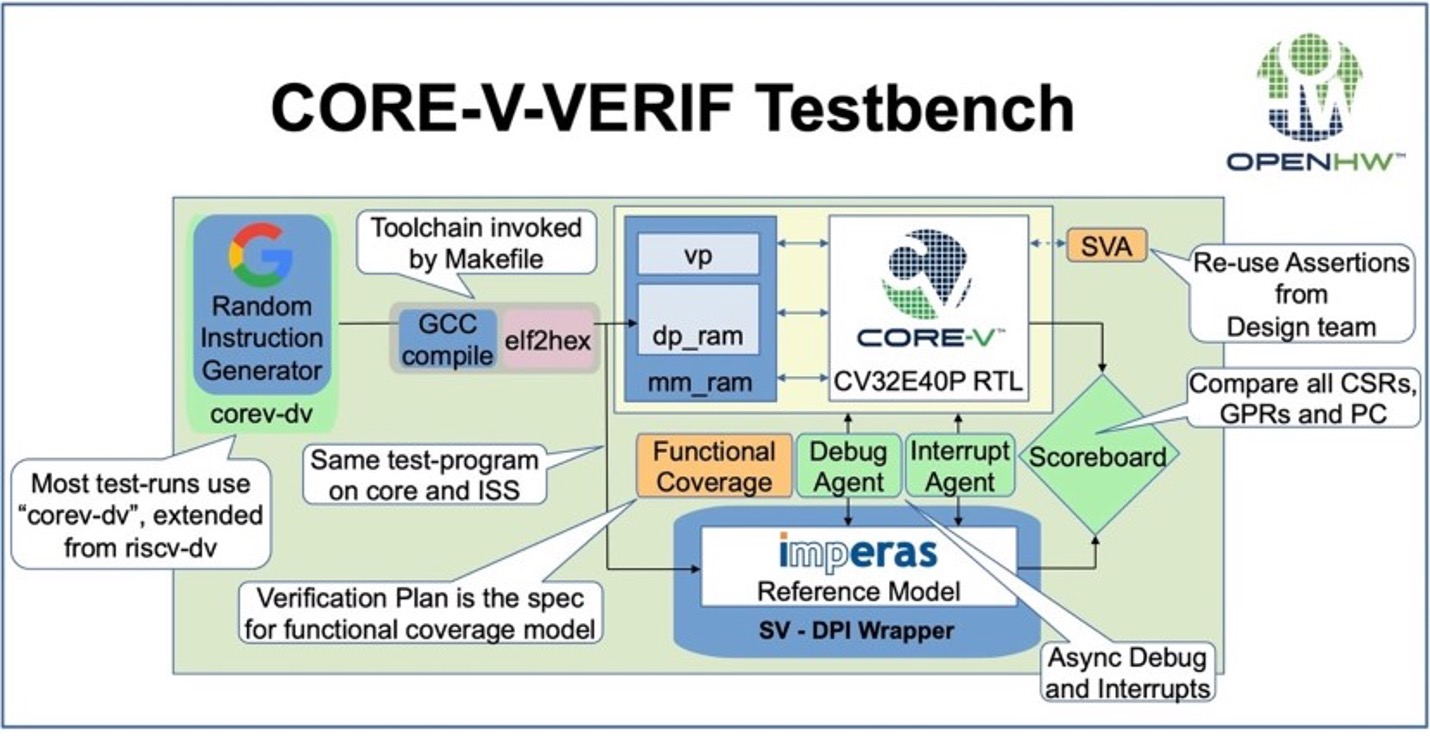 CORE-V-VERIF Testbench
OPENHW™
Random
Instruction
Generator
corev-dv
Toolchain invoked
by Makefile
GCC
compile
elf2hex
vp
dp_ram
mm_ram
CORE-V™
CV32E40P RTL
SVA
Re-use Assertions
from
Design team
Compare all CSRs,
GPRs and PC
Scoreboard
Most test-runs use
“corev-dv”, extended
from riscv-dv
Same test-program
on core and ISS
Functional
Coverage
Debug
Agent
Interrupt
Agent
imperas
Reference Model
SV - DPI Wrapper
Verification Plan is the spec
for functional coverage model
Async Debug
and Interrupts